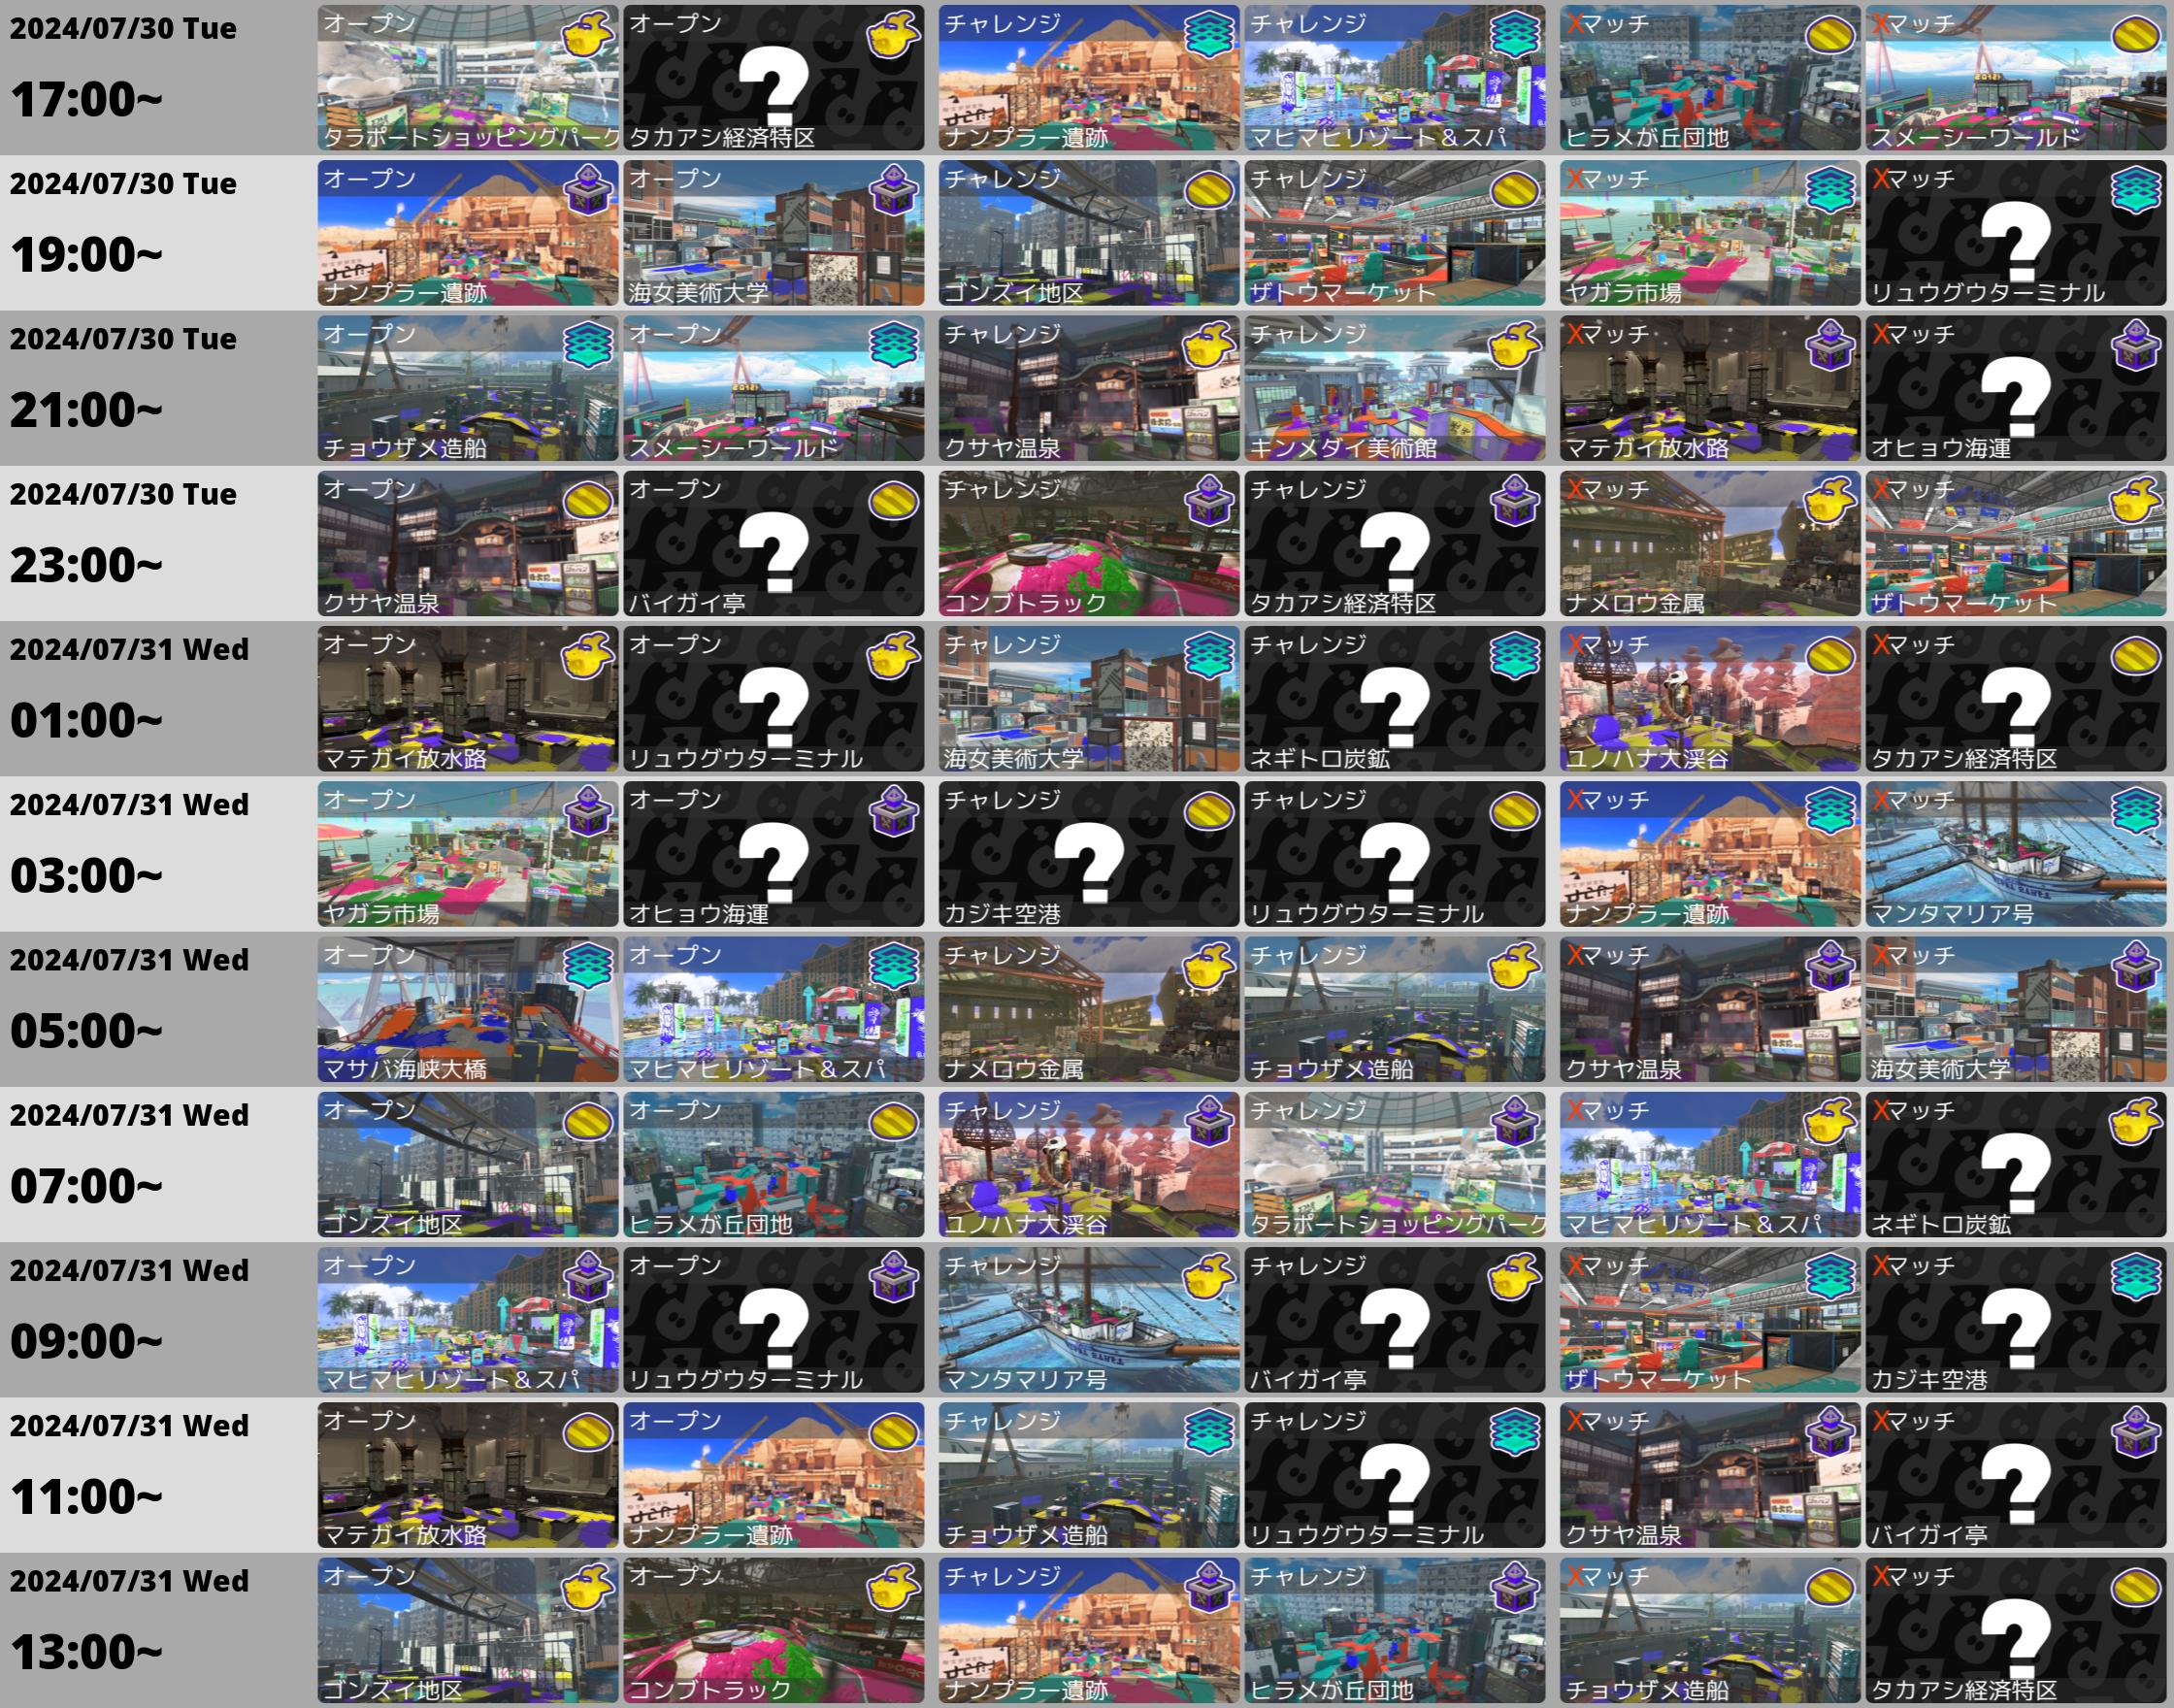 2024/07/30 Tue
17:00~
オープン
タラポートショッピングパーク
オープン
タカアシ経済特区
チャレンジ
ナンプラー遺跡
チャレンジ
マヒマヒリゾート&スパ
Xマッチ
ヒラメが丘団地
Xマッチ
スメーシーワールド
2024/07/30 Tue
19:00~
オープン
ナンプラー遺跡
オープン
海女美術大学
チャレンジ
ゴンズイ地区
チャレンジ
ザトウマーケット
Xマッチ
ヤガラ市場
Xマッチ
リュウグウターミナル
2024/07/30 Tue
21:00~
オープン
チョウザメ造船
オープン
スメーシーワールド
チャレンジ
クサヤ温泉
チャレンジ
キンメダイ美術館
Xマッチ
マテガイ放水路
Xマッチ
オヒョウ海運
2024/07/30 Tue
23:00~
オープン
クサヤ温泉
オープン
バイガイ亭
チャレンジ
コンブトラック
チャレンジ
タカアシ経済特区
Xマッチ
ナメロウ金属
Xマッチ
ザトウマーケット
2024/07/31 Wed
01:00~
オープン
マテガイ放水路
オープン
リュウグウターミナル
チャレンジ
海女美術大学
チャレンジ
ネギトロ炭鉱
Xマッチ
ユノハナ大渓谷
Xマッチ
タカアシ経済特区
2024/07/31 Wed
03:00~
オープン
ヤガラ市場
オープン
オヒョウ海運
チャレンジ
カジキ空港
チャレンジ
リュウグウターミナル
Xマッチ
ナンプラー遺跡
Xマッチ
マンタマリア号
2024/07/31 Wed
05:00~
オープン
マサバ海峡大橋
オープン
マヒマヒリゾート&スパ
チャレンジ
ナメロウ金属
チャレンジ
チョウザメ造船
Xマッチ
クサヤ温泉
Xマッチ
海女美術大学
2024/07/31 Wed
07:00~
オープン
ゴンズイ地区
オープン
ヒラメが丘団地
チャレンジ
ユノハナ大渓谷
チャレンジ
タラポートショッピングパーク
Xマッチ
マヒマヒリゾート&スパ
Xマッチ
ネギトロ炭鉱
2024/07/31 Wed
09:00~
オープン
マヒマヒリゾート&スパ
オープン
リュウグウターミナル
チャレンジ
マンタマリア号
チャレンジ
バイガイ亭
Xマッチ
ザトウマーケット
Xマッチ
カジキ空港
2024/07/31 Wed
11:00~
オープン
マテガイ放水路
オープン
ナンプラー遺跡
チャレンジ
チョウザメ造船
チャレンジ
リュウグウターミナル
Xマッチ
クサヤ温泉
Xマッチ
バイガイ亭
2024/07/31 Wed
13:00~
オープン
ゴンズイ地区
オープン
コンブトラック
チャレンジ
ナンプラー遺跡
チャレンジ
ヒラメが丘団地
Xマッチ
チョウザメ造船
Xマッチ
タカアシ経済特区